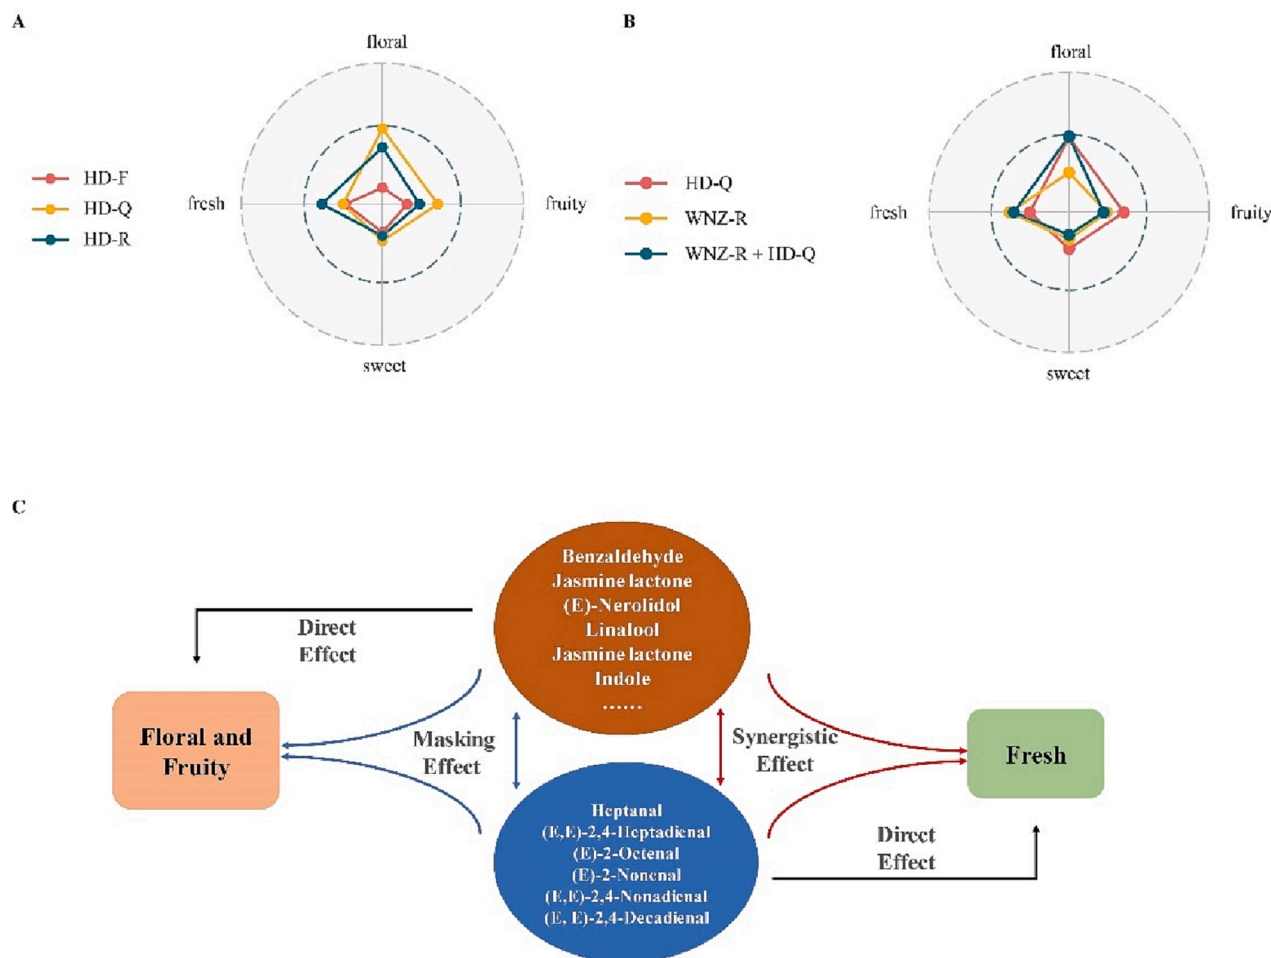 A
floral
fresh
fruity
sweet
HD-F
HD-Q
HD-R
B
floral
fresh
fruity
sweet
HD-Q
WNZ-R
WNZ-R + HD-Q
C
Benzaldehyde
Jasmine lactone
(E)-Nerolidol
Linalool
Jasmine lactone
Indole
......
Direct
Effect
Floral and
Fruity
Masking
Effect
Synergistic
Effect
Fresh
Heptanal
(E,E)-2,4-Heptadienal
(E)-2-Octenal
(E)-2-Nonenal
(E,E)-2,4-Nonadienal
(E, E)-2,4-Decadienal
Direct
Effect